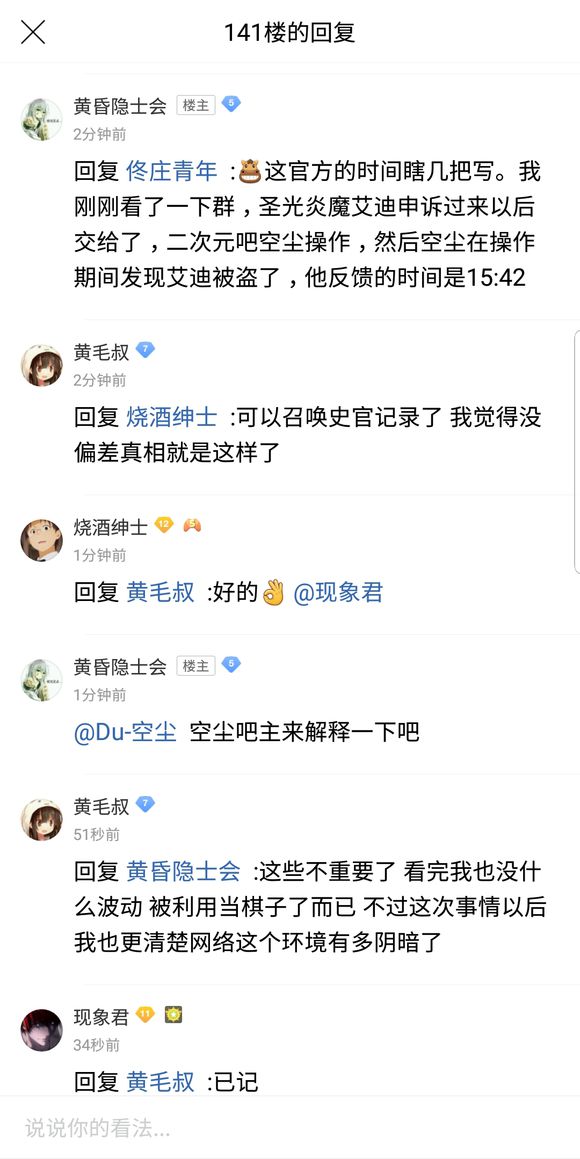 141楼的回复
黄昏隐士会 楼主 5
2分钟前
回复 佟庄青年 :这官方的时间瞎几把写。我
刚刚看了一下群，圣光炎魔艾迪申诉过来以后
交给了，二次元吧空尘操作，然后空尘在操作
期间发现艾迪被盗了，他反馈的时间是15:42
黄毛叔 7
2分钟前
回复 烧酒绅士 :可以召唤史官记录了 我觉得没
偏差真相就是这样了
烧酒绅士 12 5
1分钟前
回复 黄毛叔 :好的👌 @现象君
黄昏隐士会 楼主 5
1分钟前
@Du-空尘 空尘吧主来解释一下吧
黄毛叔 7
51秒前
回复 黄昏隐士会 :这些不重要了 看完我也没什
么波动 被利用当棋子了而已 不过这次事情以后
我也更清楚网络这个环境有多阴暗了
现象君 11
34秒前
回复 黄毛叔 :已记
说说你的看法...